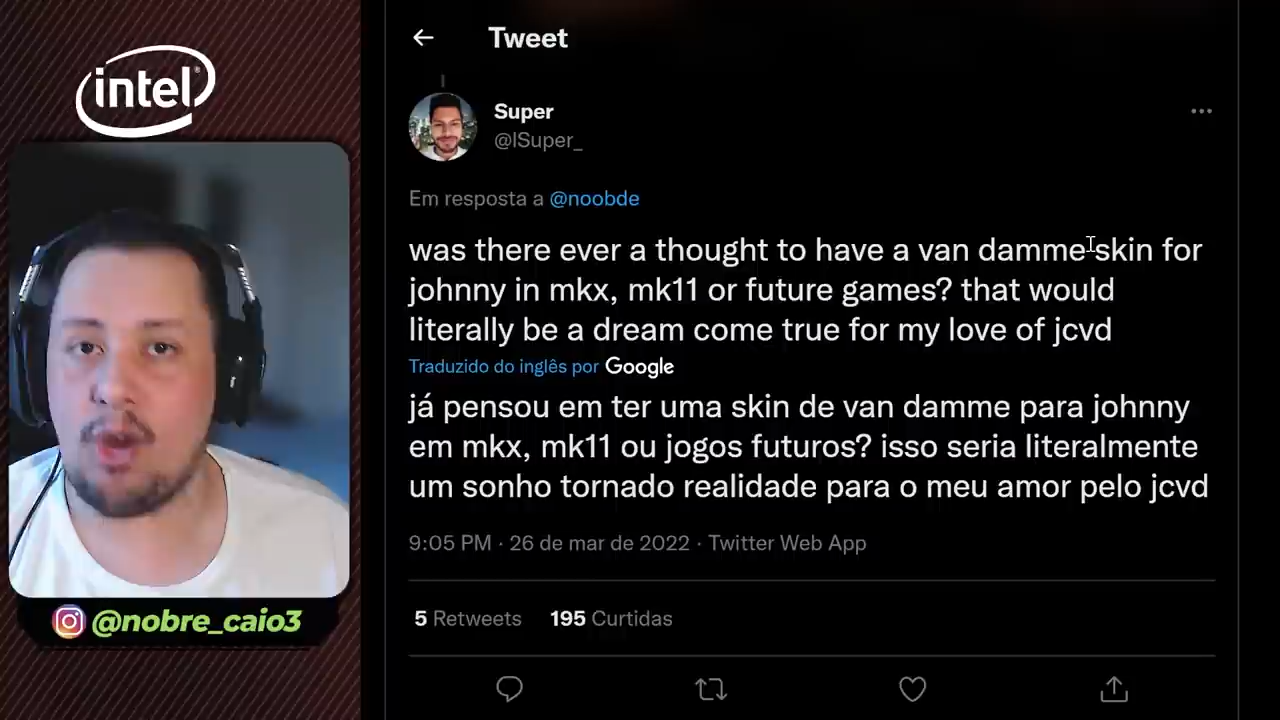 intel
@nobre_caio3
Tweet
Super
@ISuper_
Em resposta a @noobde
was there ever a thought to have a van damme skin for
johnny in mkx, mk11 or future games? that would
literally be a dream come true for my love of jcvd
Traduzido do inglês por Google
já pensou em ter uma skin de van damme para johnny
em mkx, mk11 ou jogos futuros? isso seria literalmente
um sonho tornado realidade para o meu amor pelo jcvd
9:05 PM · 26 de mar de 2022 · Twitter Web App
5 Retweets 195 Curtidas